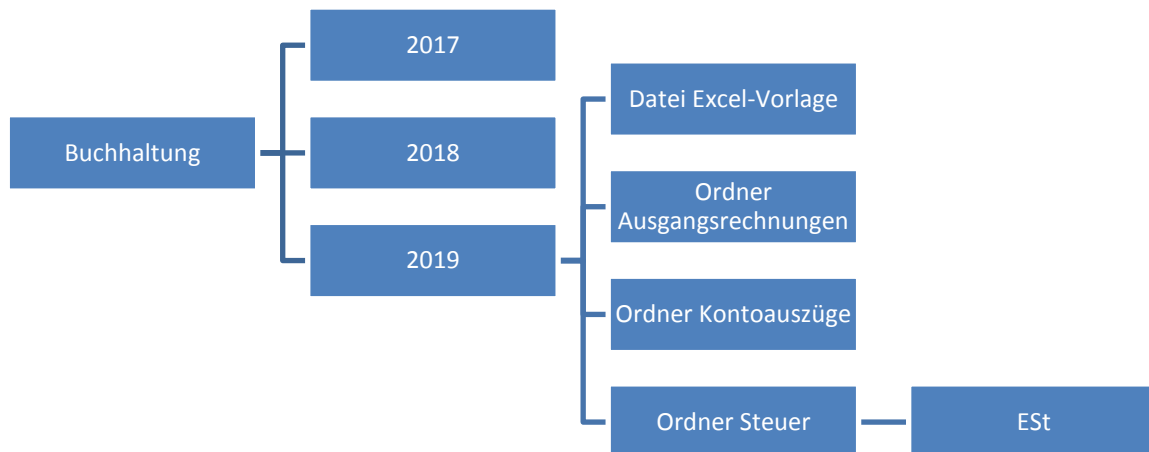 Buchhaltung
2017
2018
2019
Datei Excel-Vorlage
Ordner
Ausgangsrechnungen
Ordner Kontoauszüge
Ordner Steuer
ESt